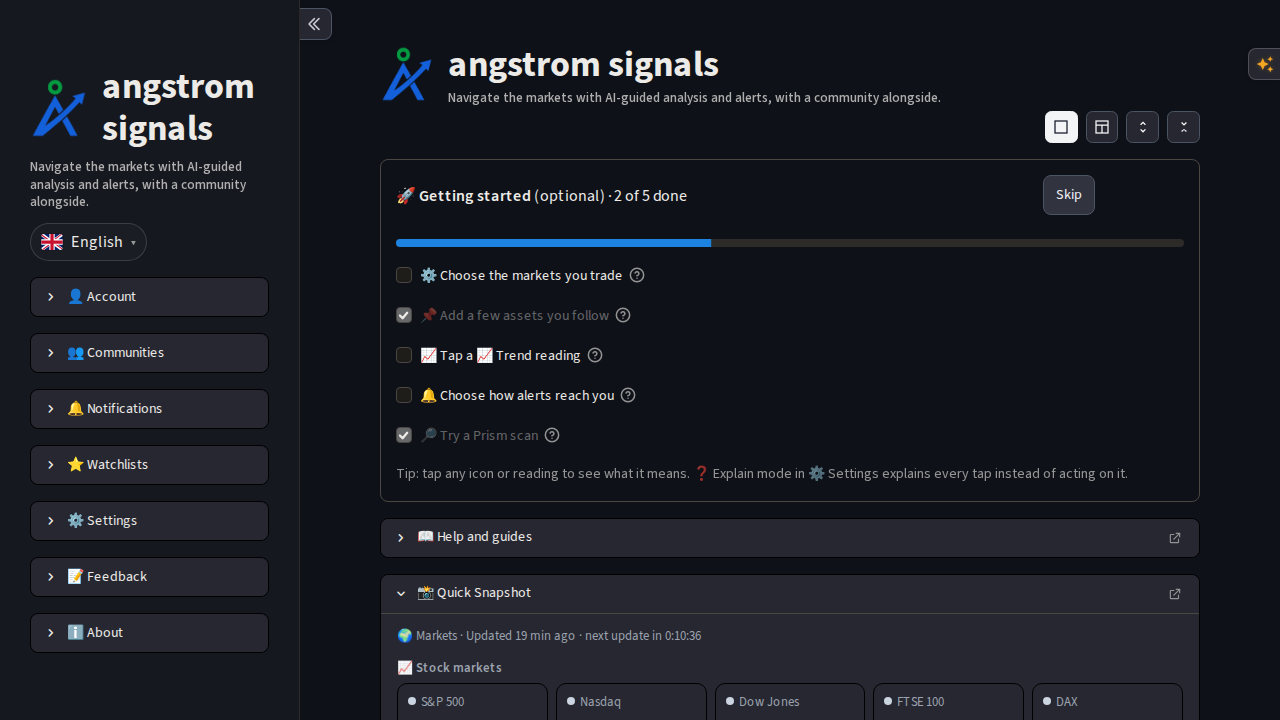 angstrom
signals
Navigate the markets with AI-guided
analysis and alerts, with a community
alongside.
English
Account
Communities
Notifications
Watchlists
Settings
Feedback
About
angstrom signals
Navigate the markets with AI-guided analysis and alerts, with a community alongside.
🚀 Getting started (optional) · 2 of 5 done
Skip
⚙️ Choose the markets you trade
📌 Add a few assets you follow
📈 Tap a 📈 Trend reading
🔔 Choose how alerts reach you
🔎 Try a Prism scan
Tip: tap any icon or reading to see what it means. ❓ Explain mode in ⚙️ Settings explains every tap instead of acting on it.
📖 Help and guides
📸 Quick Snapshot
🌍 Markets · Updated 19 min ago · next update in 0:10:36
📈 Stock markets
S&P 500
Nasdaq
Dow Jones
FTSE 100
DAX